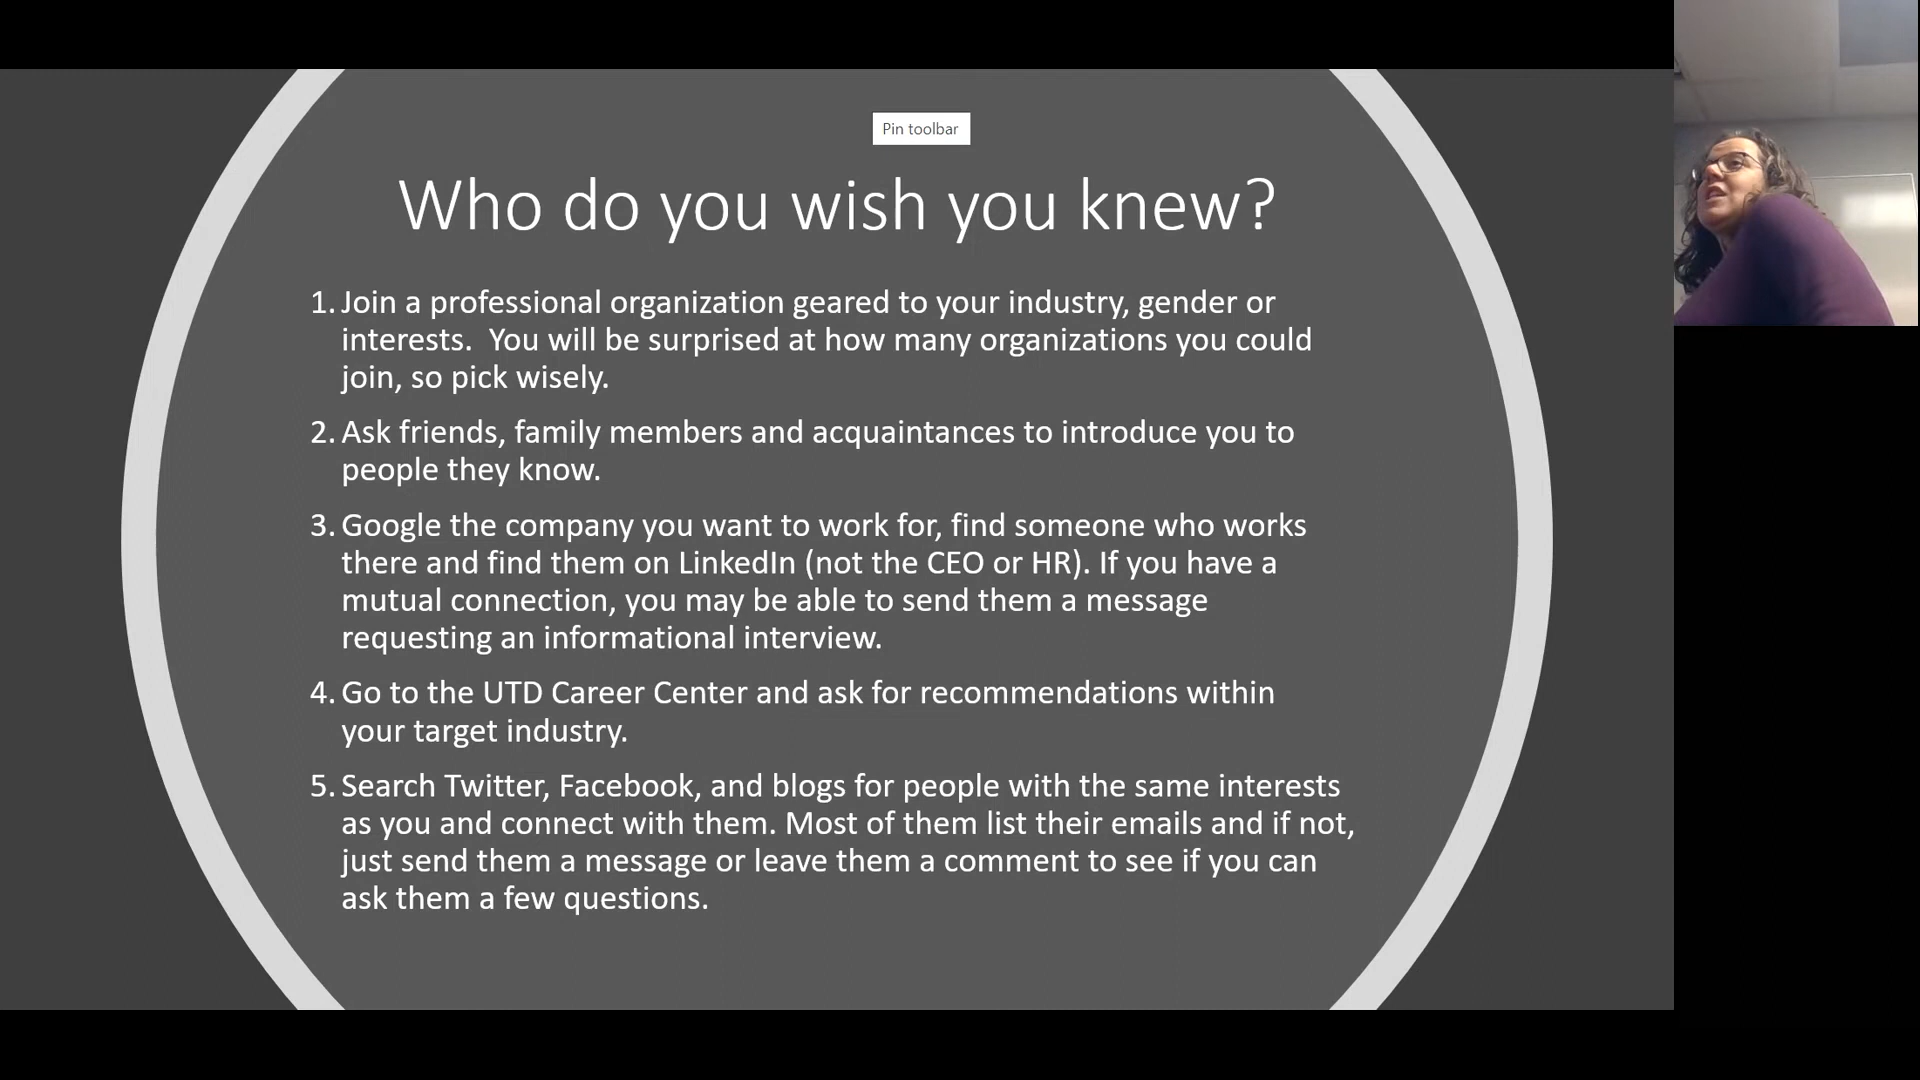 Pin toolbar
Who do you wish you knew?
1. Join a professional organization geared to your industry, gender or
interests.  You will be surprised at how many organizations you could
join, so pick wisely.
2. Ask friends, family members and acquaintances to introduce you to
people they know.
3. Google the company you want to work for, find someone who works
there and find them on LinkedIn (not the CEO or HR). If you have a
mutual connection, you may be able to send them a message
requesting an informational interview.
4. Go to the UTD Career Center and ask for recommendations within
your target industry.
5. Search Twitter, Facebook, and blogs for people with the same interests
as you and connect with them. Most of them list their emails and if not,
just send them a message or leave them a comment to see if you can
ask them a few questions.